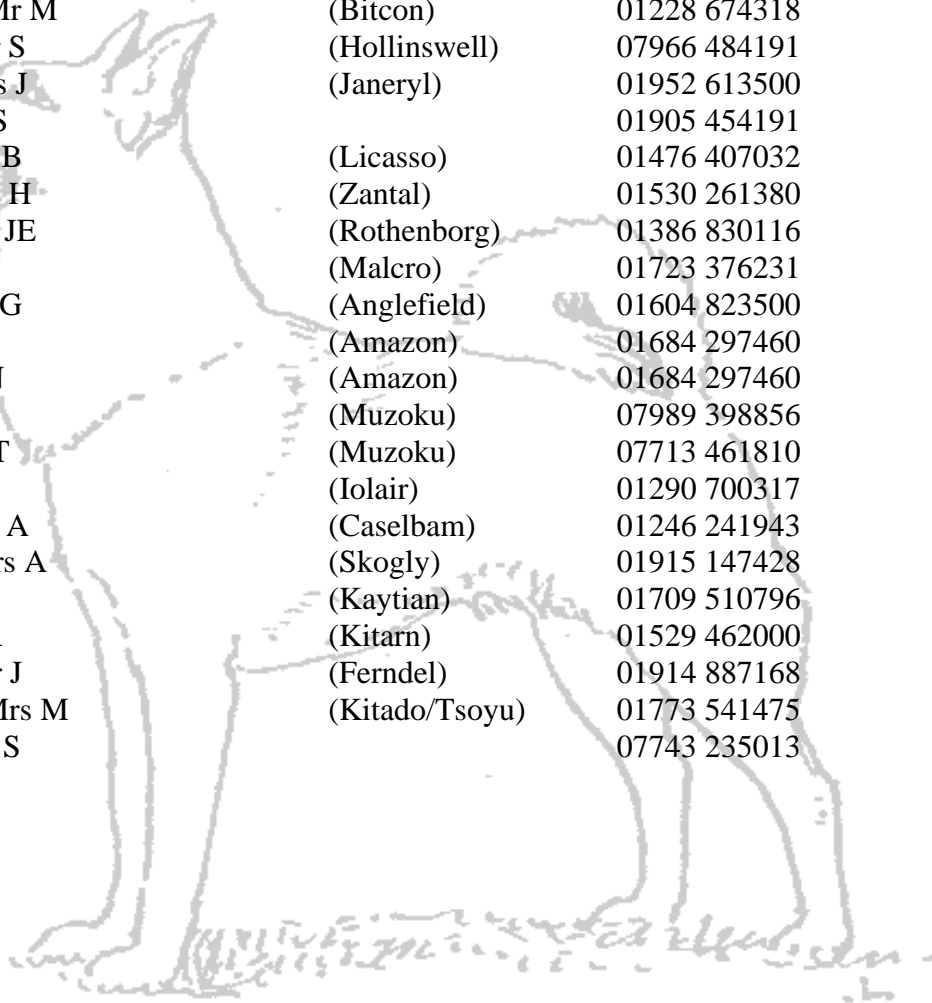 Mr M (Bitcon) 01228 674318
S (Hollinswell) 07966 484191
s J (Janeryl) 01952 613500
S 01905 454191
B (Licasso) 01476 407032
H (Zantal) 01530 261380
JE (Rothenborg) 01386 830116
(Malcro) 01723 376231
G (Anglefield) 01604 823500
(Amazon) 01684 297460
(Amazon) 01684 297460
(Muzoku) 07989 398856
T (Muzoku) 07713 461810
(Iolair) 01290 700317
A (Caselbam) 01246 241943
rs A (Skogly) 01915 147428
(Kaytian) 01709 510796
(Kitarn) 01529 462000
J (Ferndel) 01914 887168
Mrs M (Kitado/Tsoyu) 01773 541475
S 07743 235013